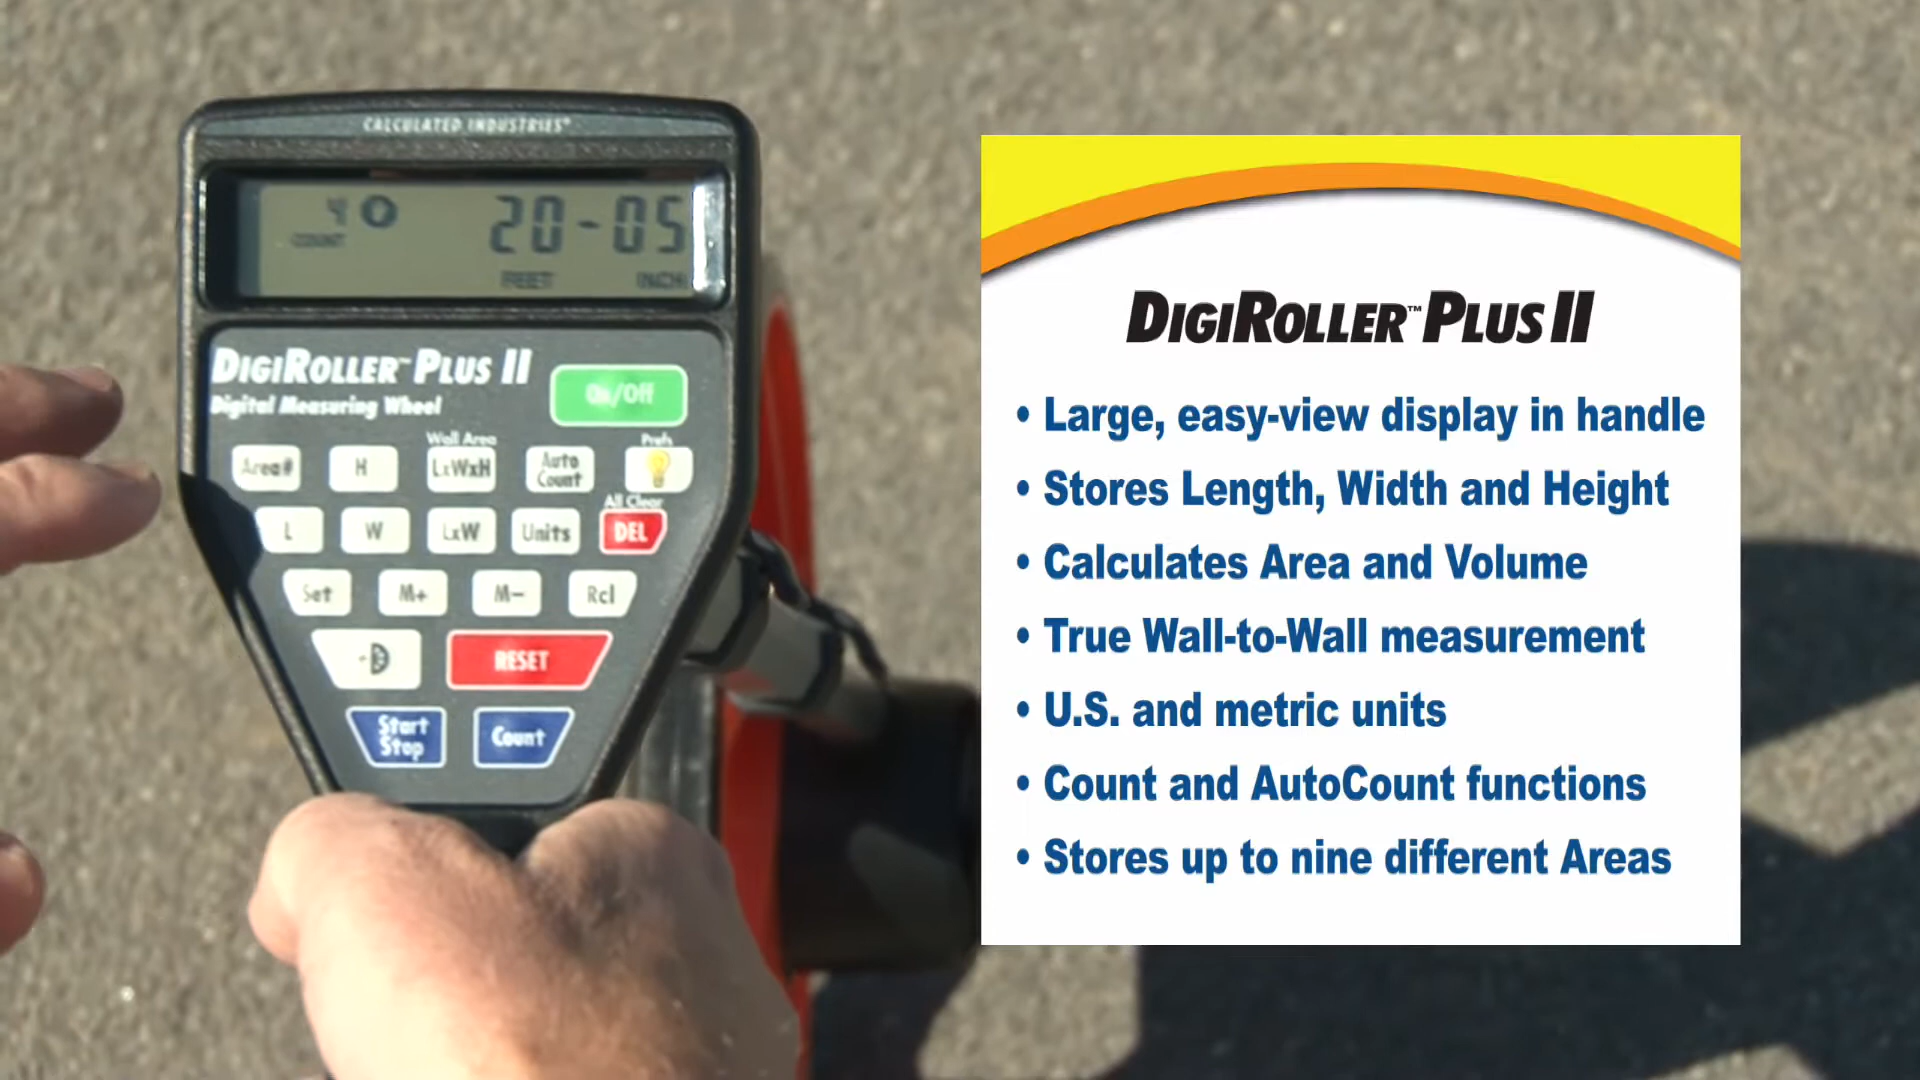 CALCULATED INDUSTRIES®
4
20-05
COUNT
FEET INCH
DIGIROLLER™ PLUS II
Digital Measuring Wheel
On/Off
Wall Area
Prefs
Area# H LxWxH Auto Count
All Clear
L W LxW Units DEL
Set M+ M- Rcl
RESET
Start Stop Count
DIGIROLLER™ PLUS II
• Large, easy-view display in handle
• Stores Length, Width and Height
• Calculates Area and Volume
• True Wall-to-Wall measurement
• U.S. and metric units
• Count and AutoCount functions
• Stores up to nine different Areas